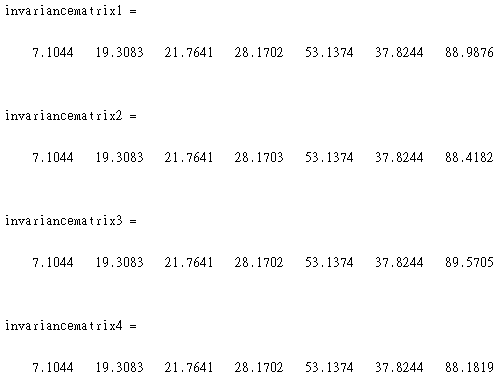 invariancematrix1 =
7.1044 19.3083 21.7641 28.1702 53.1374 37.8244 88.9876
invariancematrix2 =
7.1044 19.3083 21.7641 28.1703 53.1374 37.8244 88.4182
invariancematrix3 =
7.1044 19.3083 21.7641 28.1702 53.1374 37.8244 89.5705
invariancematrix4 =
7.1044 19.3083 21.7641 28.1702 53.1374 37.8244 88.1819